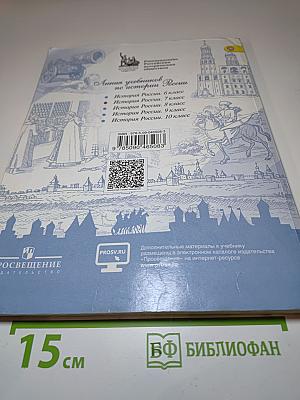 Линия учебников
по истории России
История России. 6 класс
История России. 7 класс
История России. 8 класс
История России. 9 класс
История России. 10 класс
PROSV.RU
Дополнительные материалы к учебнику
размещены в электронном каталоге издательства
«Просвещение» на интернет-ресурсе
ПРОСВЕЩЕНИЕ
ИЗДАТЕЛЬСТВО
15 см
БФ БИБЛИОФАН